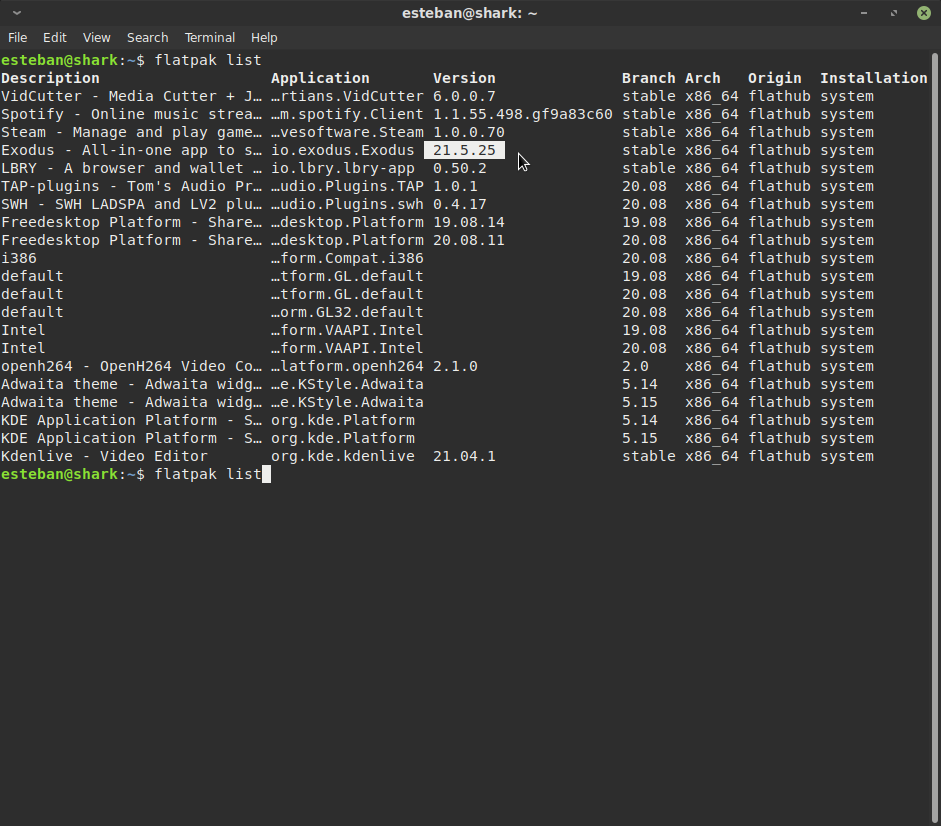 esteban@shark: ~
File Edit View Search Terminal Help
esteban@shark:~$ flatpak list
Description Application Version Branch Arch Origin Installation
VidCutter - Media Cutter + J… …rtians.VidCutter 6.0.0.7 stable x86_64 flathub system
Spotify - Online music strea… …m.spotify.Client 1.1.55.498.gf9a83c60 stable x86_64 flathub system
Steam - Manage and play game… …vesoftware.Steam 1.0.0.70 stable x86_64 flathub system
Exodus - All-in-one app to s… io.exodus.Exodus 21.5.25 stable x86_64 flathub system
LBRY - A browser and wallet … io.lbry.lbry-app 0.50.2 stable x86_64 flathub system
TAP-plugins - Tom's Audio Pr… …udio.Plugins.TAP 1.0.1 20.08 x86_64 flathub system
SWH - SWH LADSPA and LV2 plu… …udio.Plugins.swh 0.4.17 20.08 x86_64 flathub system
Freedesktop Platform - Share… …desktop.Platform 19.08.14 19.08 x86_64 flathub system
Freedesktop Platform - Share… …desktop.Platform 20.08.11 20.08 x86_64 flathub system
i386 …form.Compat.i386 20.08 x86_64 flathub system
default …tform.GL.default 19.08 x86_64 flathub system
default …tform.GL.default 20.08 x86_64 flathub system
default …orm.GL32.default 20.08 x86_64 flathub system
Intel …form.VAAPI.Intel 19.08 x86_64 flathub system
Intel …form.VAAPI.Intel 20.08 x86_64 flathub system
openh264 - OpenH264 Video Co… …latform.openh264 2.1.0 2.0 x86_64 flathub system
Adwaita theme - Adwaita widg… …e.KStyle.Adwaita 5.14 x86_64 flathub system
Adwaita theme - Adwaita widg… …e.KStyle.Adwaita 5.15 x86_64 flathub system
KDE Application Platform - S… org.kde.Platform 5.14 x86_64 flathub system
KDE Application Platform - S… org.kde.Platform 5.15 x86_64 flathub system
Kdenlive - Video Editor org.kde.kdenlive 21.04.1 stable x86_64 flathub system
esteban@shark:~$ flatpak list